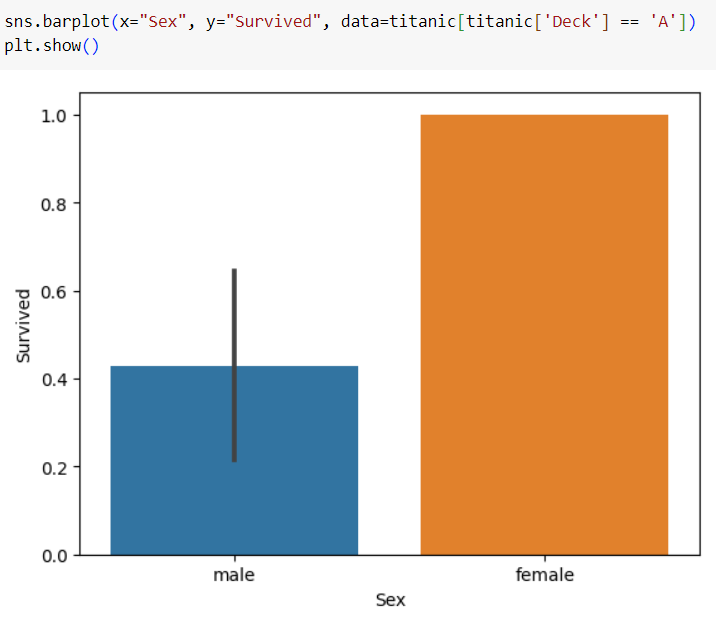 sns.barplot(x="Sex", y="Survived", data=titanic[titanic['Deck'] == 'A'])
plt.show()
1.0
0.8
0.6
0.4
0.2
0.0
Survived
male female
Sex